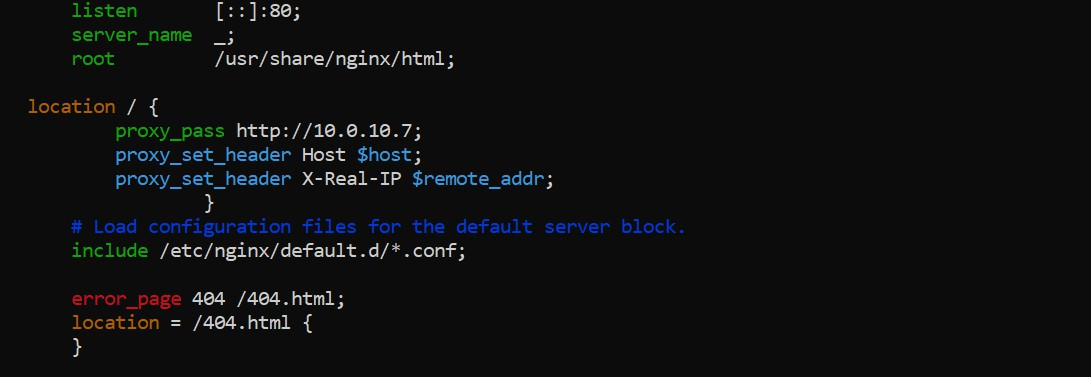 listen       [::]:80;
server_name  _;
root         /usr/share/nginx/html;
location / {
proxy_pass http://10.0.10.7;
proxy_set_header Host $host;
proxy_set_header X-Real-IP $remote_addr;
}
# Load configuration files for the default server block.
include /etc/nginx/default.d/*.conf;
error_page 404 /404.html;
location = /404.html {
}